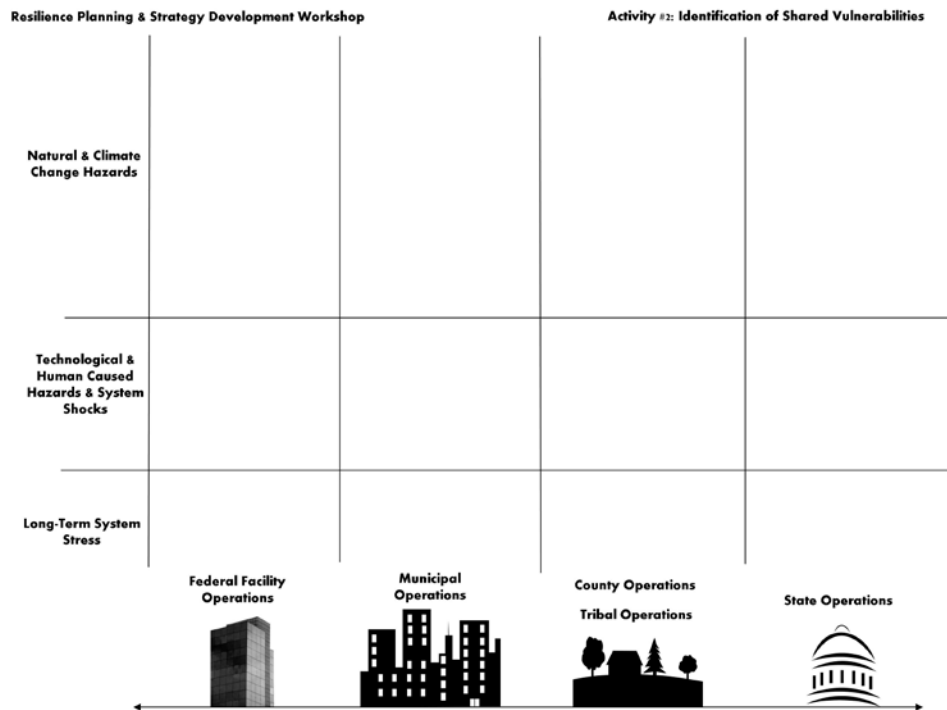 Resilience Planning & Strategy Development Workshop
Activity #2: Identification of Shared Vulnerabilities
Natural & Climate
Change Hazards
Technological &
Human Caused
Hazards & System
Shocks
Long-Term System
Stress
Federal Facility
Operations
Municipal
Operations
County Operations
Tribal Operations
State Operations